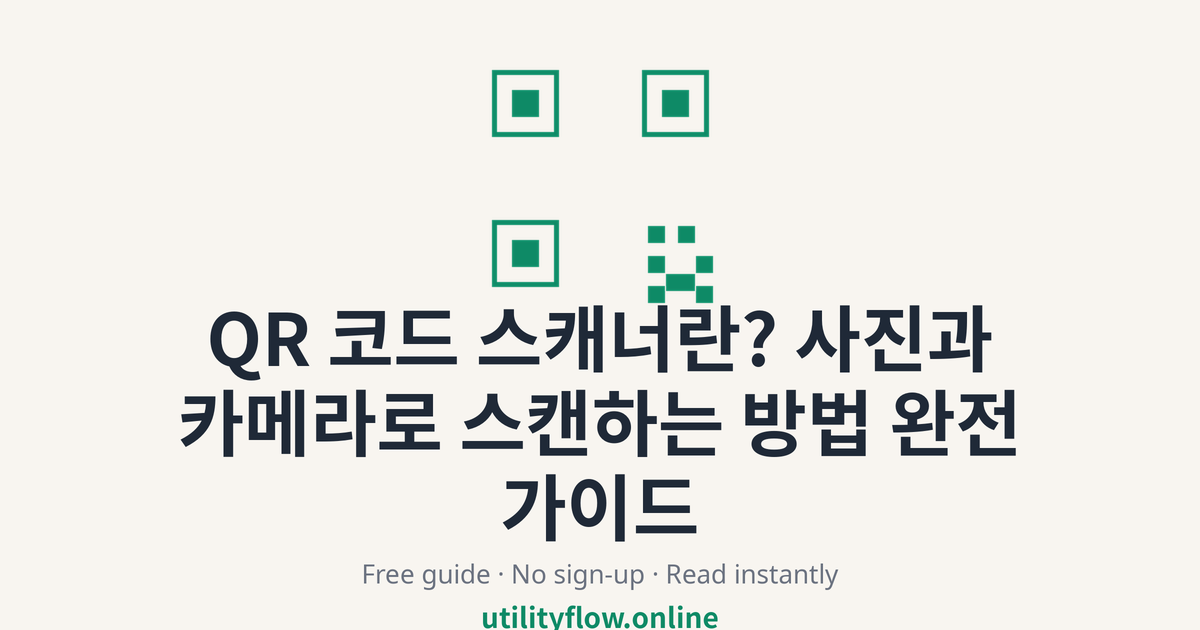 QR 코드 스캐너란? 사진과
카메라로 스캔하는 방법 완전
가이드
Free guide · No sign-up · Read instantly
utilityflow.online